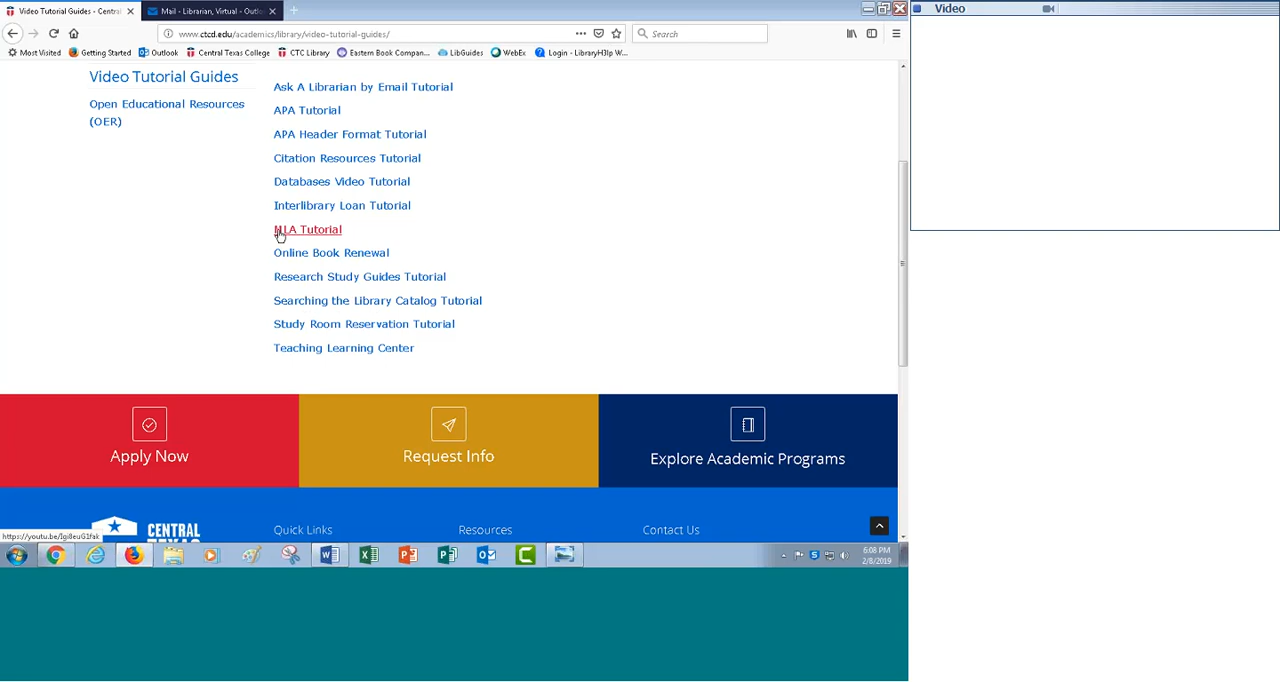 Video Tutorial Guides - Centra
Mail - Librarian, Virtual - Outlo
Video
www.ctcd.edu/academics/library/video-tutorial-guides/
Search
Most Visited
Getting Started
Outlook
Central Texas College
CTC Library
Eastern Book Compan...
LibGuides
WebEx
Login - LibraryH3lp W...
Video Tutorial Guides
Open Educational Resources
(OER)
Ask A Librarian by Email Tutorial
APA Tutorial
APA Header Format Tutorial
Citation Resources Tutorial
Databases Video Tutorial
Interlibrary Loan Tutorial
MLA Tutorial
Online Book Renewal
Research Study Guides Tutorial
Searching the Library Catalog Tutorial
Study Room Reservation Tutorial
Teaching Learning Center
Apply Now
Request Info
Explore Academic Programs
CENTRAL
Quick Links
Resources
Contact Us
6:08 PM
2/8/2019